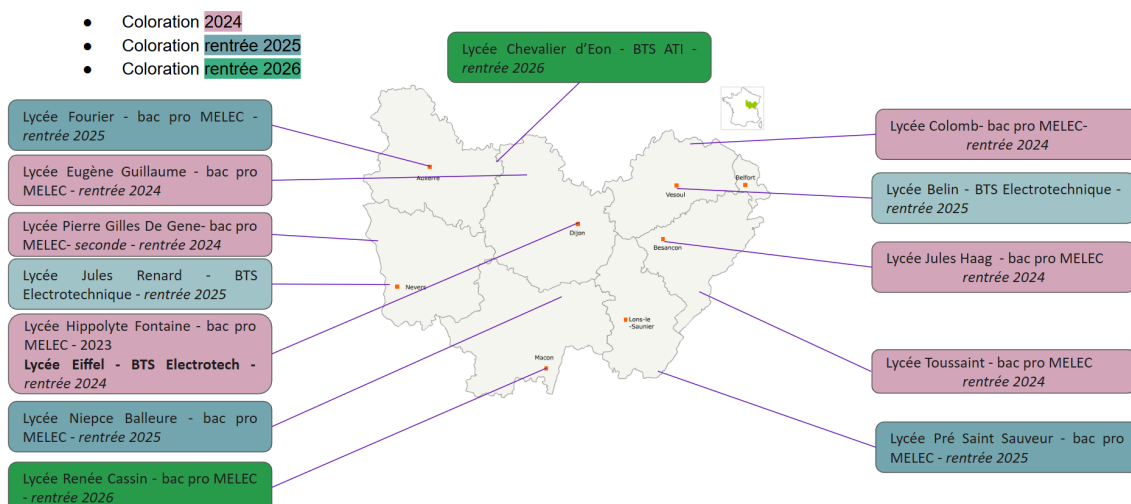 ● Coloration 2024
● Coloration rentrée 2025
● Coloration rentrée 2026
Lycée Chevalier d'Eon - BTS ATI -
rentrée 2026
Lycée Fourier - bac pro MELEC -
rentrée 2025
Lycée Eugène Guillaume - bac pro
MELEC - rentrée 2024
Lycée Pierre Gilles De Gene- bac pro
MELEC- seconde - rentrée 2024
Lycée Jules Renard - BTS
Electrotechnique - rentrée 2025
Lycée Hippolyte Fontaine - bac pro
MELEC - 2023
Lycée Eiffel - BTS Electrotech -
rentrée 2024
Lycée Niepce Balleure - bac pro
MELEC - rentrée 2025
Lycée Renée Cassin - bac pro MELEC
- rentrée 2026
Auxerre
Nevers
Dijon
Macon
Vesoul
Belfort
Besancon
Lons-le
-Saunier
Lycée Colomb- bac pro MELEC-
rentrée 2024
Lycée Belin - BTS Electrotechnique -
rentrée 2025
Lycée Jules Haag - bac pro MELEC
rentrée 2024
Lycée Toussaint - bac pro MELEC
rentrée 2024
Lycée Pré Saint Sauveur - bac pro
MELEC - rentrée 2025